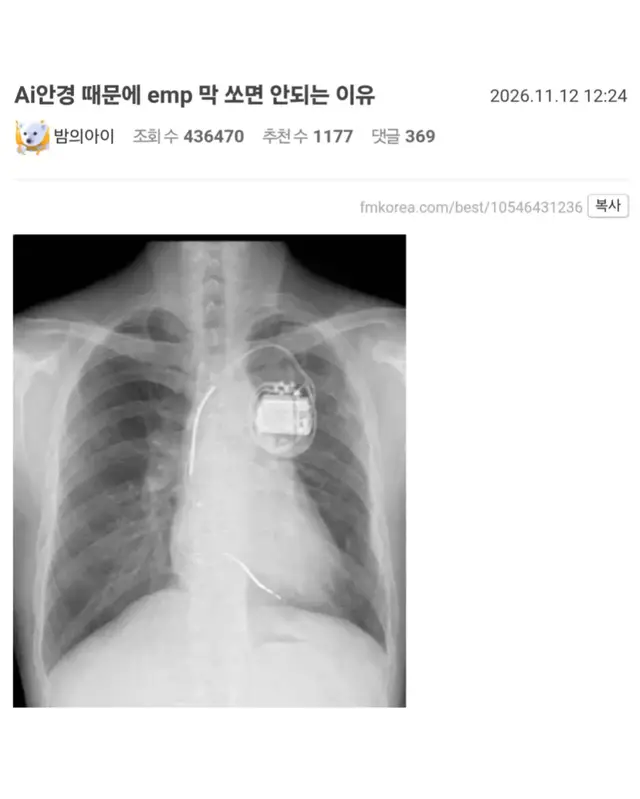 Ai안경 때문에 emp 막 쏘면 안되는 이유
2026.11.12 12:24
밤의아이 조회 수 436470 추천 수 1177 댓글 369
fmkorea.com/best/10546431236 복사